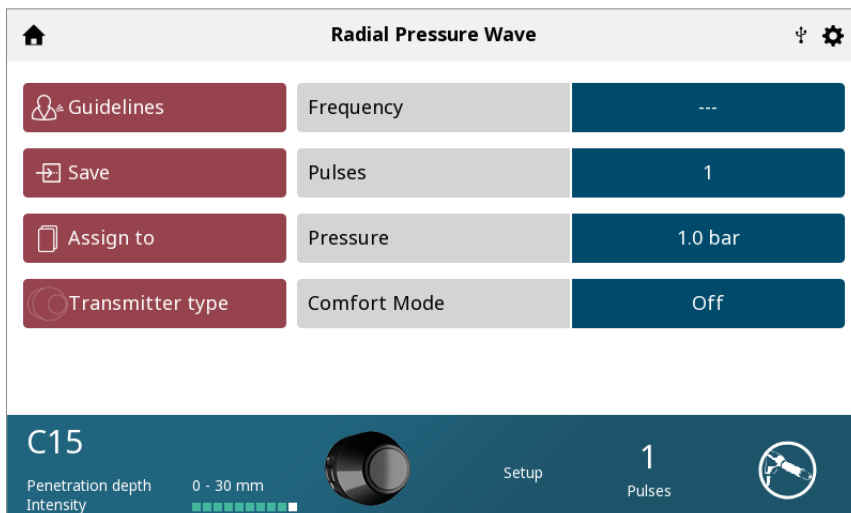 Radial Pressure Wave
Guidelines
Frequency
---
Save
Pulses
1
Assign to
Pressure
1.0 bar
Transmitter type
Comfort Mode
Off
C15
Penetration depth 0 - 30 mm
Intensity
Setup
1
Pulses